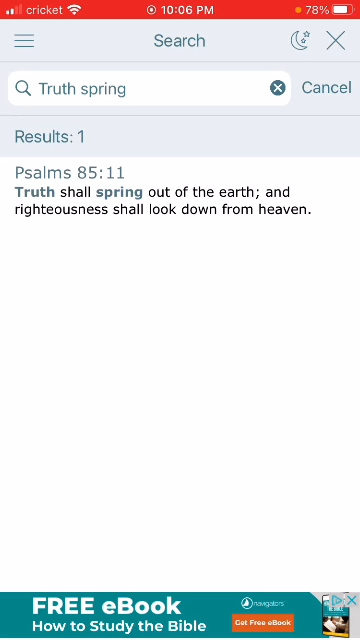 cricket 10:06 PM 78%
Search
Truth spring Cancel
Results: 1
Psalms 85:11
Truth shall spring out of the earth; and
righteousness shall look down from heaven.
FREE eBook
How to Study the Bible
navigators
Get Free eBook